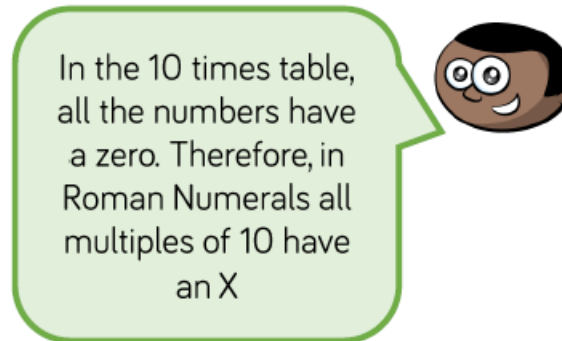 In the 10 times table,
all the numbers have
a zero. Therefore, in
Roman Numerals all
multiples of 10 have
an X